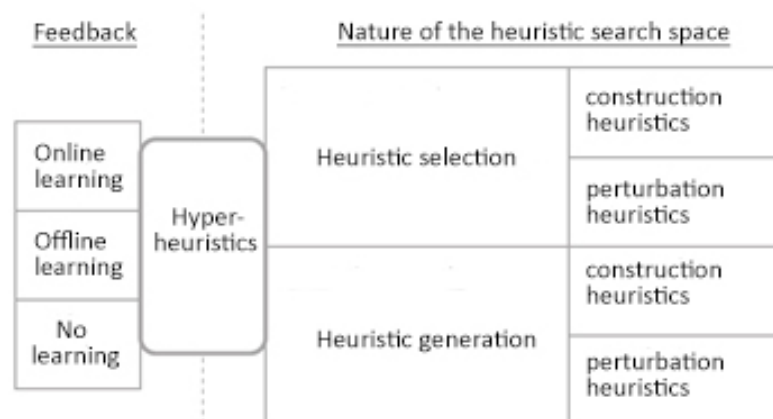 Feedback
Nature of the heuristic search space
Online
learning
Offline
learning
No
learning
Hyper-
heuristics
Heuristic selection
construction
heuristics
perturbation
heuristics
Heuristic generation
construction
heuristics
perturbation
heuristics